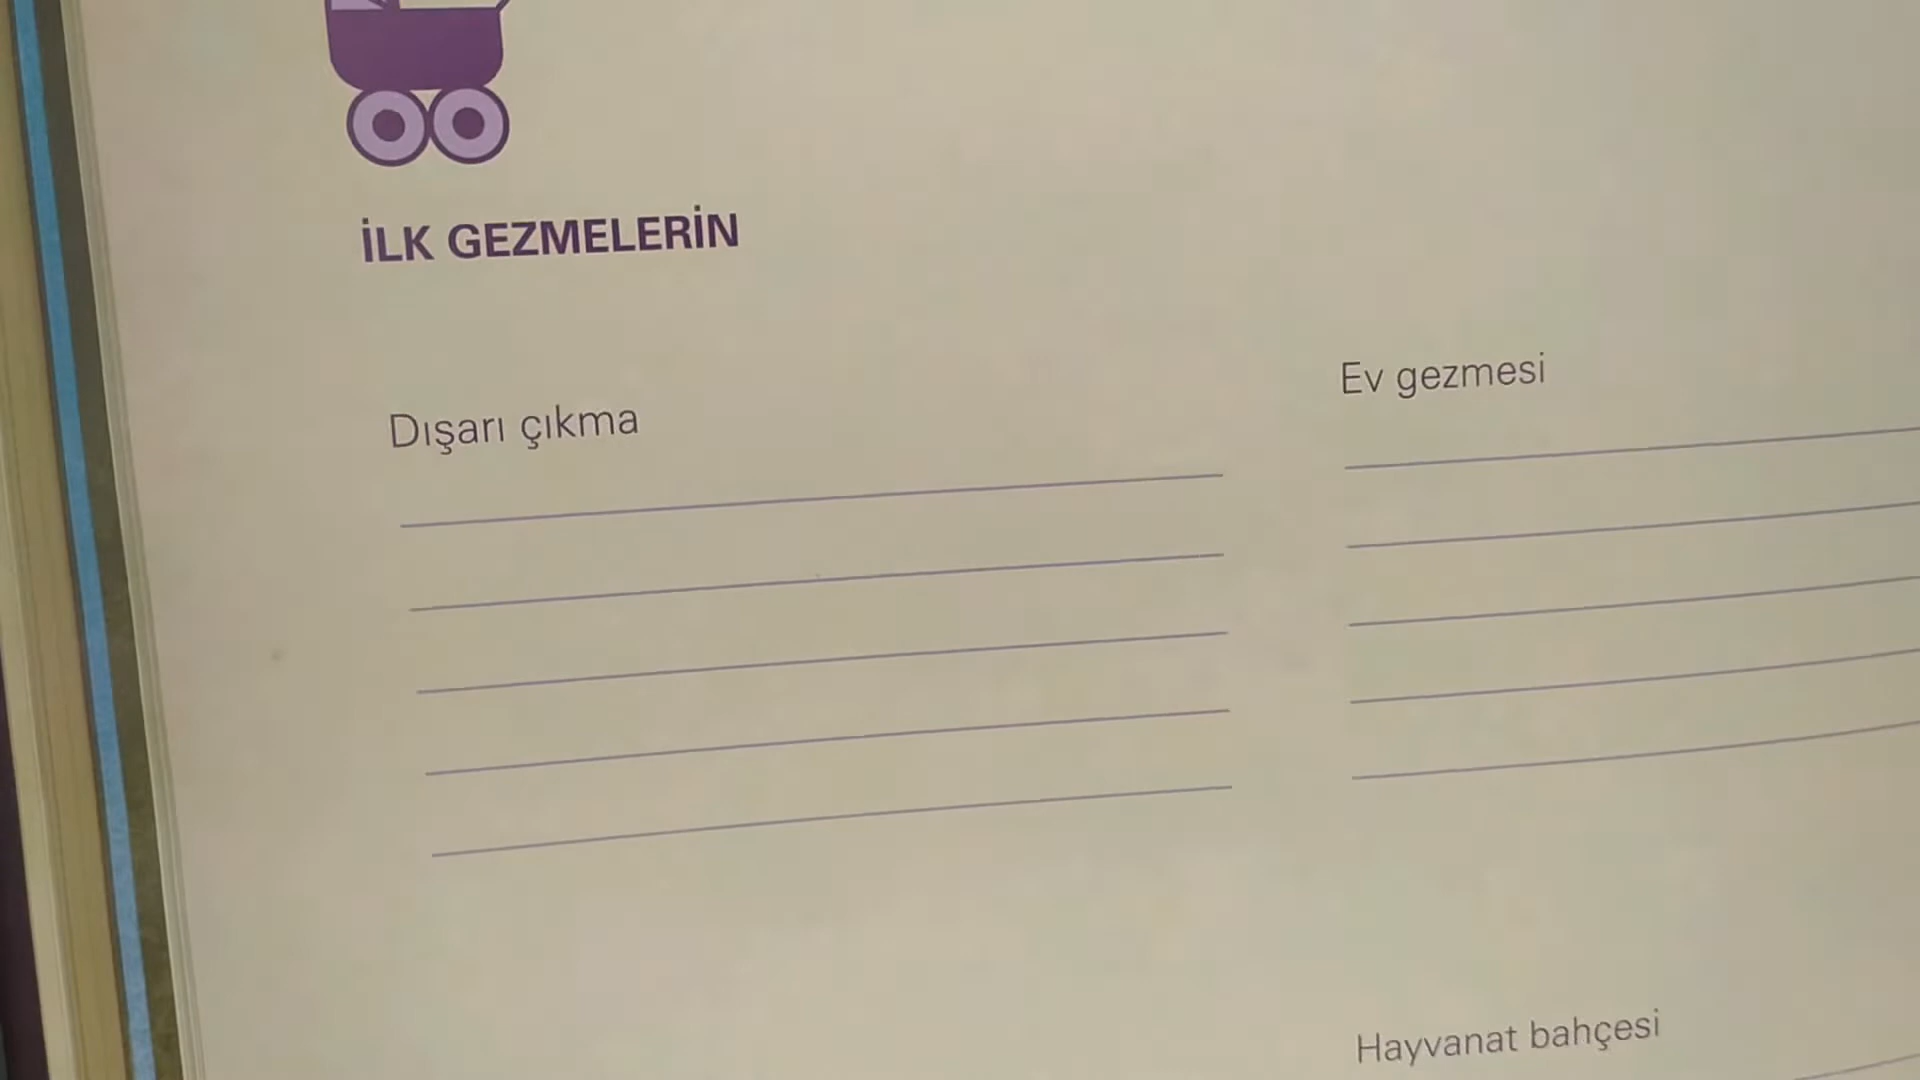 İLK GEZMELERİN
Dışarı çıkma
Ev gezmesi
Hayvanat bahçesi